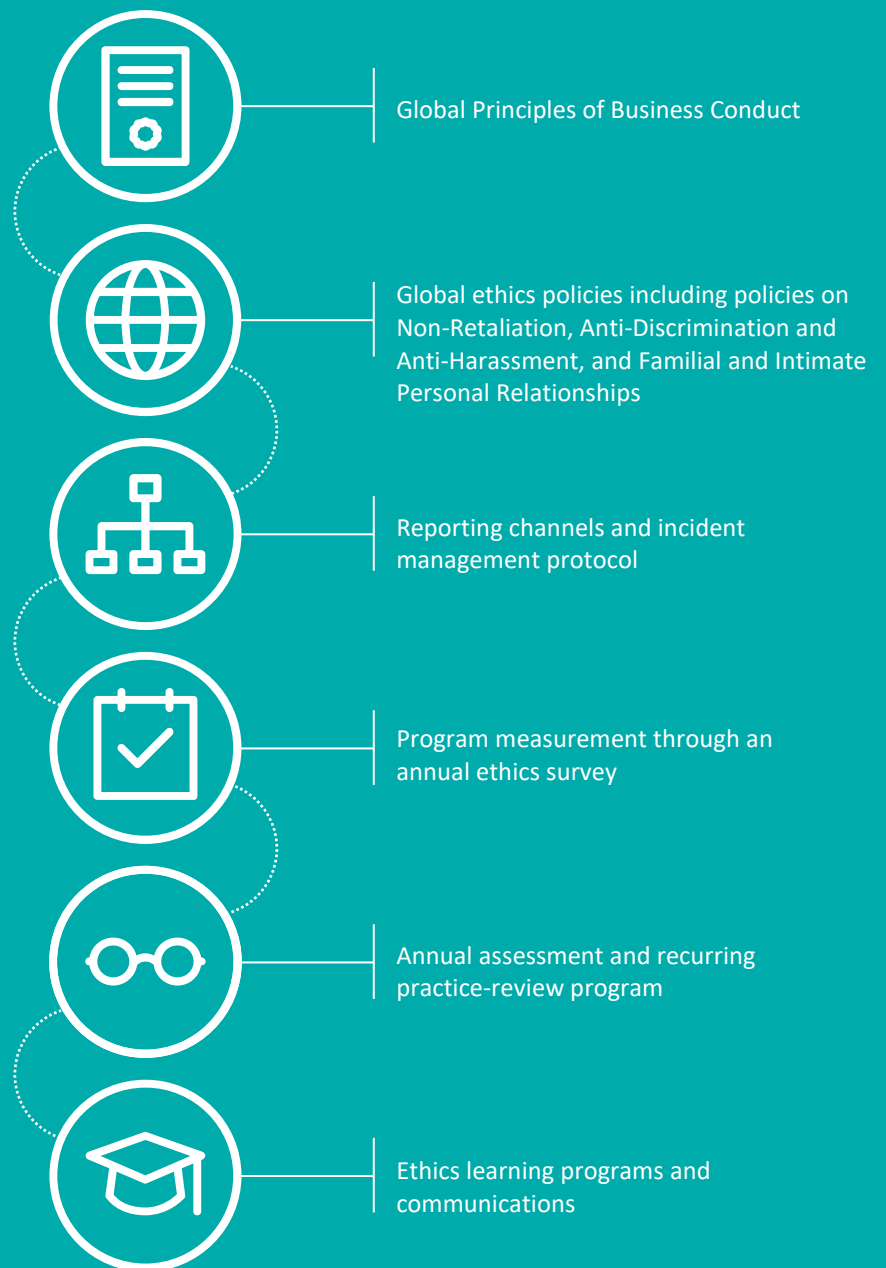 Global Principles of Business Conduct
Global ethics policies including policies on
Non-Retaliation, Anti-Discrimination and
Anti-Harassment, and Familial and Intimate
Personal Relationships
Reporting channels and incident
management protocol
Program measurement through an
annual ethics survey
Annual assessment and recurring
practice-review program
Ethics learning programs and
communications